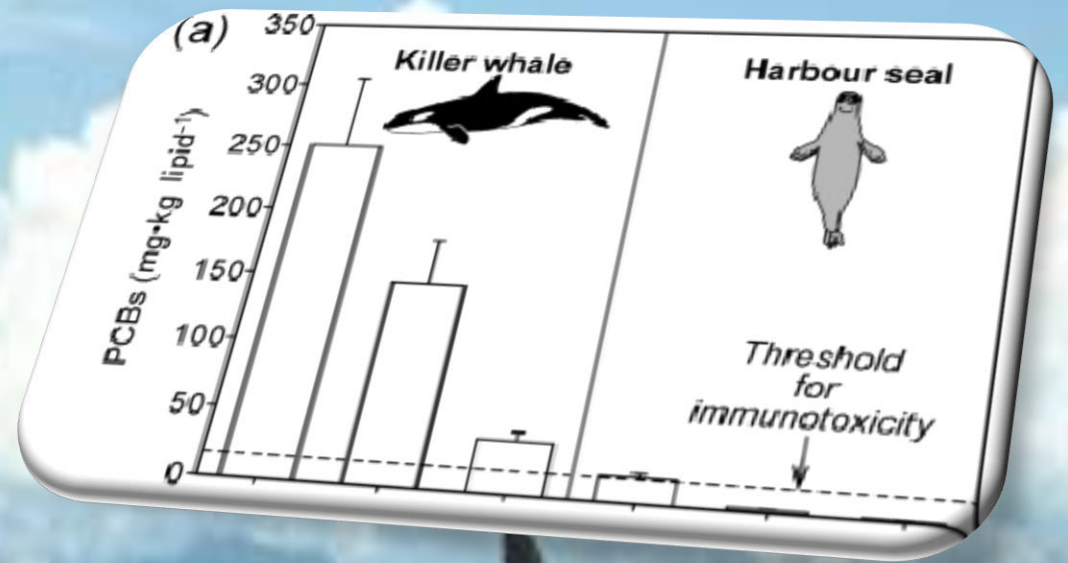 (a)
350
300
250
200
150
100
50
0
PCBs (mg•kg lipid⁻¹)
Killer whale
Harbour seal
Threshold
for
immunotoxicity